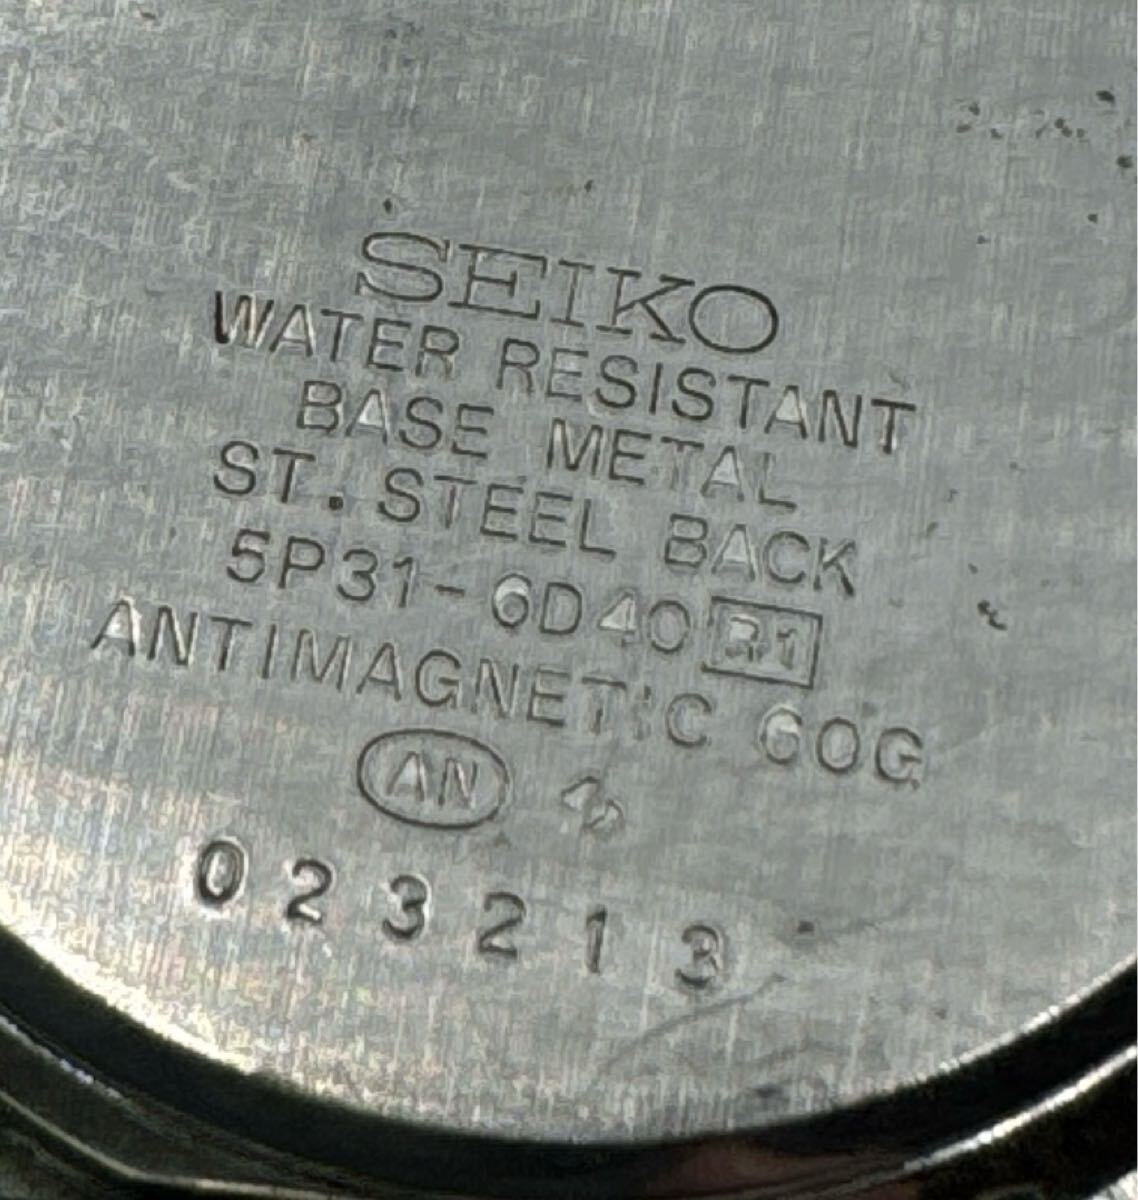 SEIKO
WATER RESISTANT
BASE METAL
ST. STEEL BACK
5P31-6D40 R1
ANTIMAGNETIC 60G
AN
023213